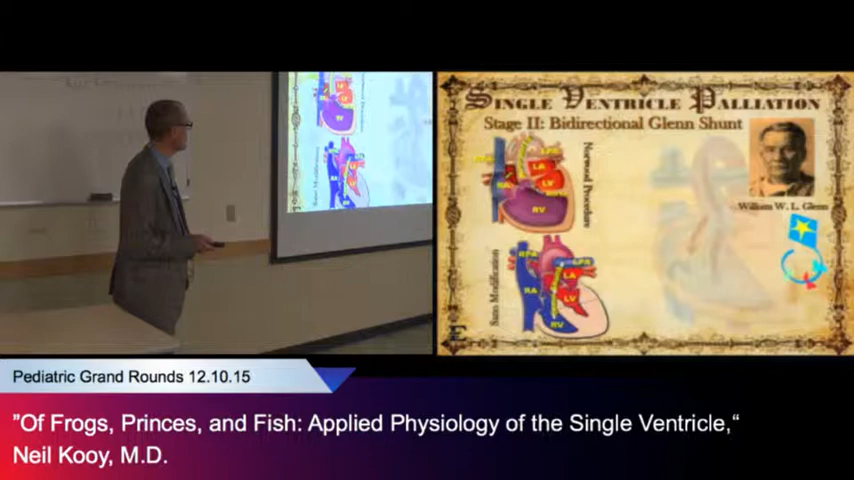 SINGLE VENTRICLE PALLIATION
Stage II: Bidirectional Glenn Shunt
William W. L. Glenn
Norwood Procedure
LPA
RA
LA
LV
RV
Sano Modification
RPA
LPA
RA
LA
LV
RV
Pediatric Grand Rounds 12.10.15
”Of Frogs, Princes, and Fish: Applied Physiology of the Single Ventricle,“
Neil Kooy, M.D.